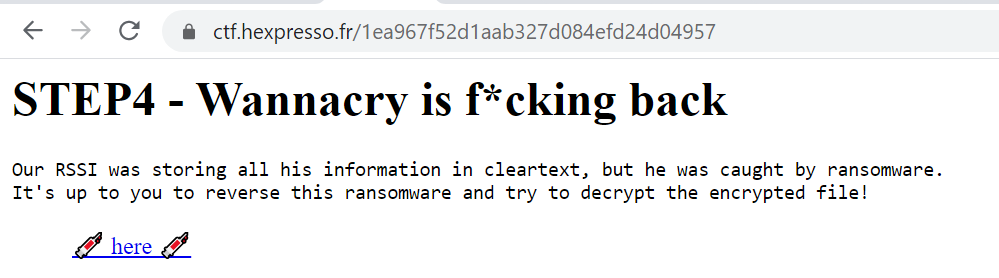 ctf.hexpresso.fr/1ea967f52d1aab327d084efd24d04957
STEP4 - Wannacry is f*cking back
Our RSSI was storing all his information in cleartext, but he was caught by ransomware.
It's up to you to reverse this ransomware and try to decrypt the encrypted file!
💉 here 💉